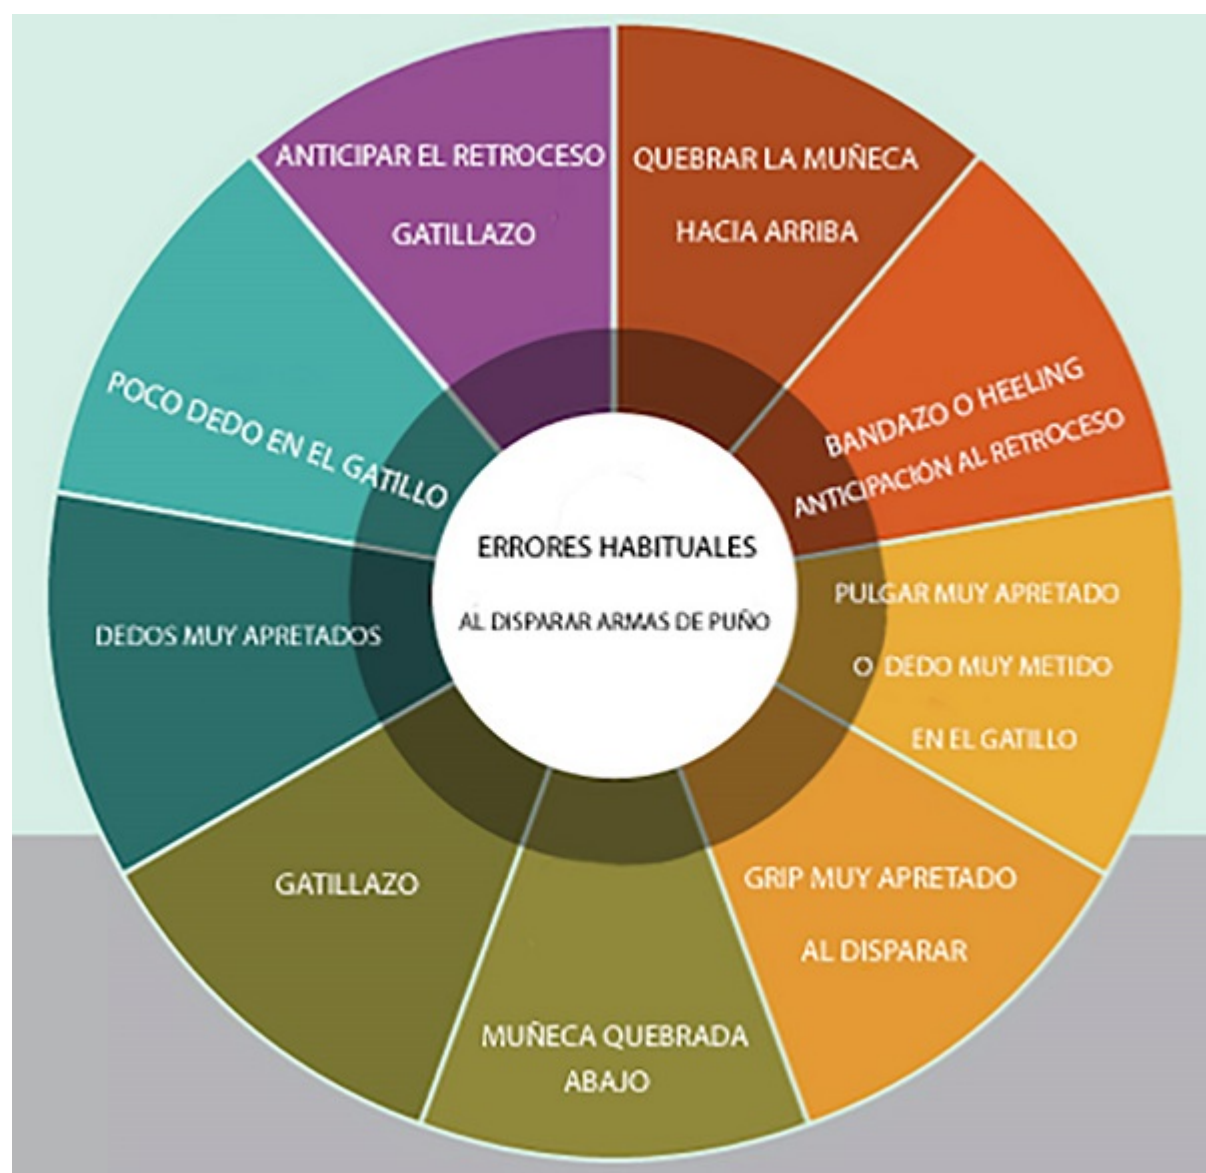 ANTICIPAR EL RETROCESO
GATILLAZO
QUEBRAR LA MUÑECA
HACIA ARRIBA
BANDAZO O HEELING
ANTICIPACIÓN AL RETROCESO
PULGAR MUY APRETADO
O DEDO MUY METIDO
EN EL GATILLO
GRIP MUY APRETADO
AL DISPARAR
MUÑECA QUEBRADA
ABAJO
GATILLAZO
DEDOS MUY APRETADOS
POCO DEDO EN EL GATILLO
ERRORES HABITUALES
AL DISPARAR ARMAS DE PUÑO